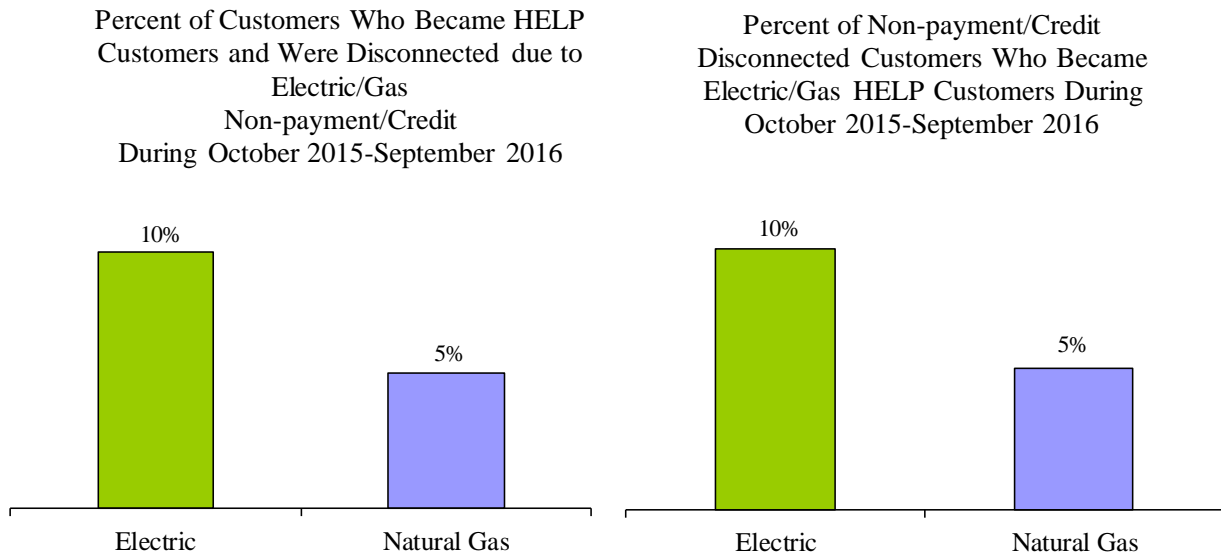 Percent of Customers Who Became HELP
Customers and Were Disconnected due to
Electric/Gas
Non-payment/Credit
During October 2015-September 2016
10%
5%
Electric
Natural Gas
Percent of Non-payment/Credit
Disconnected Customers Who Became
Electric/Gas HELP Customers During
October 2015-September 2016
10%
5%
Electric
Natural Gas